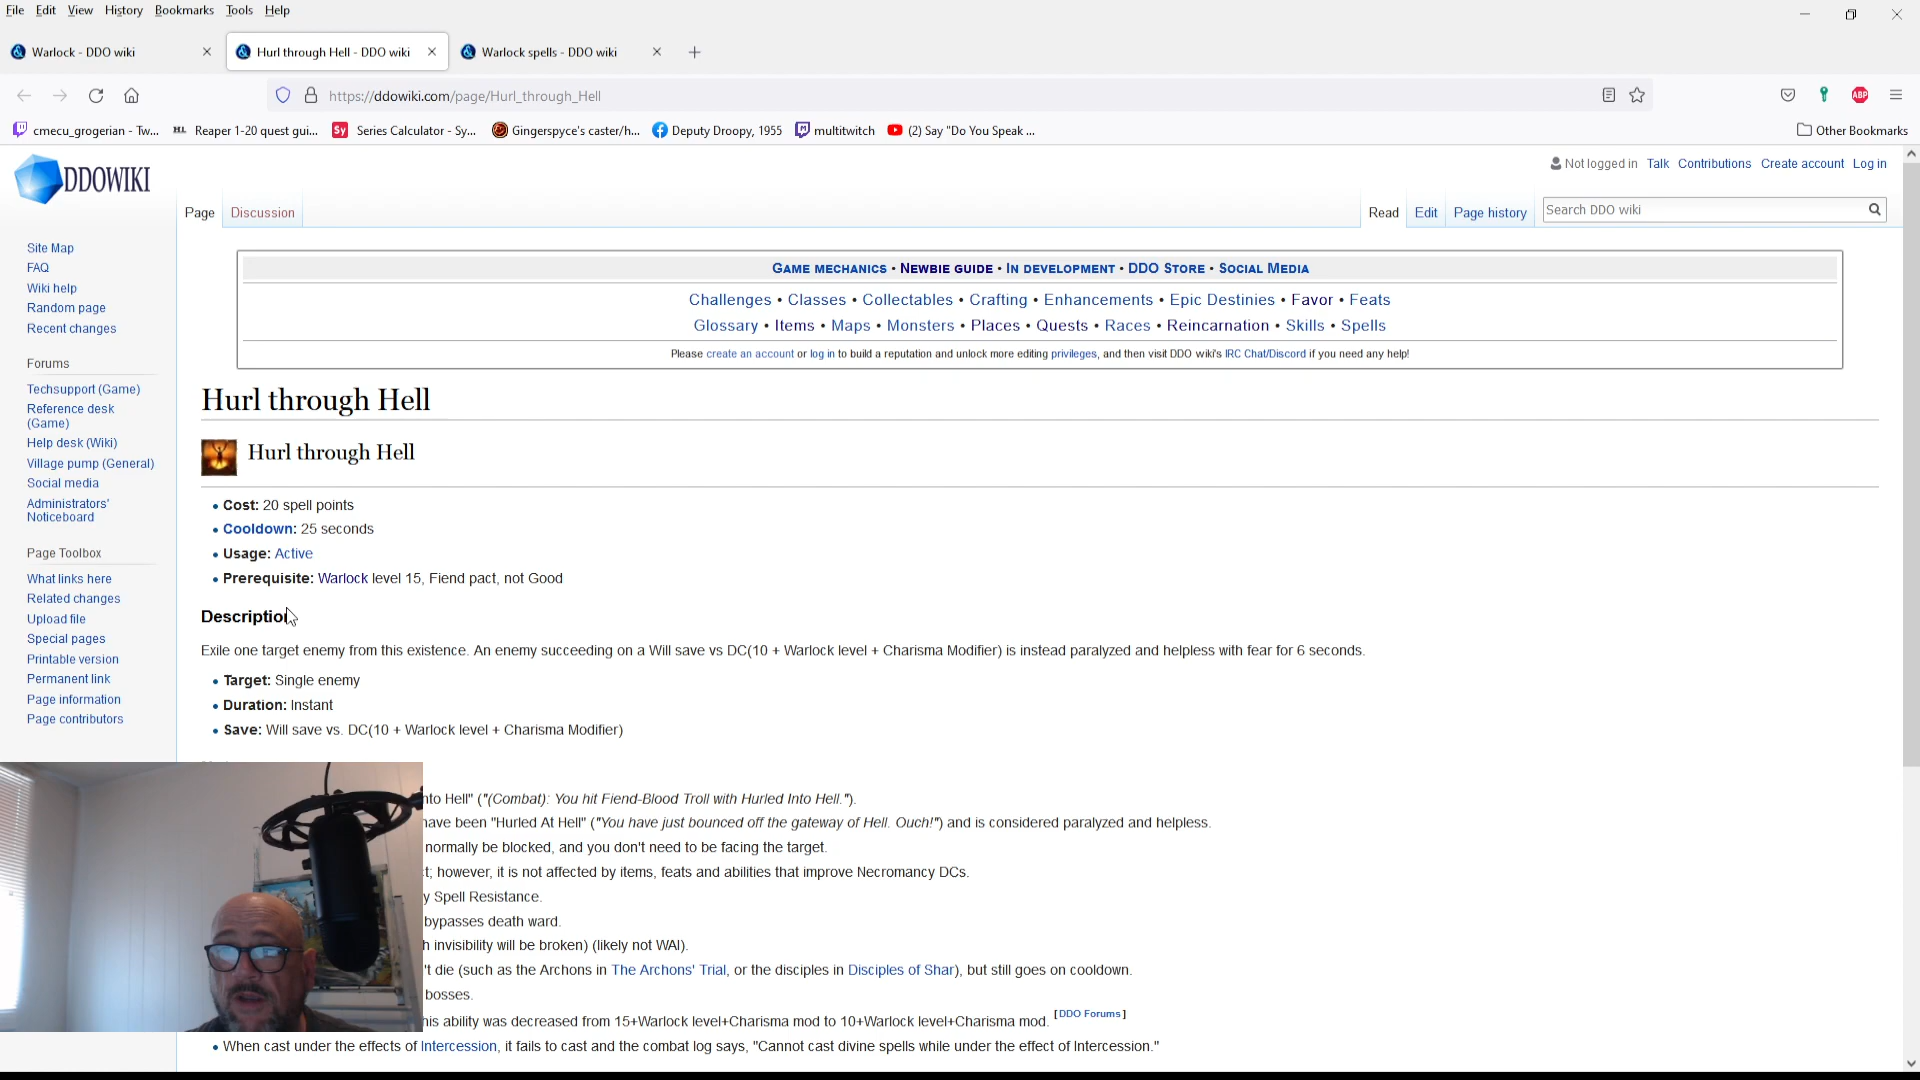 File Edit View History Bookmarks Tools Help
Warlock - DDO wiki
Hurl through Hell - DDO wiki
Warlock spells - DDO wiki
https://ddowiki.com/page/Hurl_through_Hell
cmecu_grogerian - Tw...
Reaper 1-20 quest gui...
Sy Series Calculator - Sy...
Gingerspyce's caster/h...
Deputy Droopy, 1955
multitwitch
(2) Say "Do You Speak ...
Other Bookmarks
ABP
DDOWIKI
Not logged in Talk Contributions Create account Log in
Page Discussion
Read Edit Page history
Search DDO wiki
Site Map
FAQ
Wiki help
Random page
Recent changes
Forums
Techsupport (Game)
Reference desk
(Game)
Help desk (Wiki)
Village pump (General)
Social media
Administrators'
Noticeboard
Page Toolbox
What links here
Related changes
Upload file
Special pages
Printable version
Permanent link
Page information
Page contributors
GAME MECHANICS • NEWBIE GUIDE • IN DEVELOPMENT • DDO STORE • SOCIAL MEDIA
Challenges • Classes • Collectables • Crafting • Enhancements • Epic Destinies • Favor • Feats
Glossary • Items • Maps • Monsters • Places • Quests • Races • Reincarnation • Skills • Spells
Please create an account or log in to build a reputation and unlock more editing privileges, and then visit DDO wiki's IRC Chat/Discord if you need any help!
Hurl through Hell
Hurl through Hell
• Cost: 20 spell points
• Cooldown: 25 seconds
• Usage: Active
• Prerequisite: Warlock level 15, Fiend pact, not Good
Description
Exile one target enemy from this existence. An enemy succeeding on a Will save vs DC(10 + Warlock level + Charisma Modifier) is instead paralyzed and helpless with fear for 6 seconds.
• Target: Single enemy
• Duration: Instant
• Save: Will save vs. DC(10 + Warlock level + Charisma Modifier)
nto Hell" ("(Combat): You hit Fiend-Blood Troll with Hurled Into Hell.").
have been "Hurled At Hell" ("You have just bounced off the gateway of Hell. Ouch!") and is considered paralyzed and helpless.
normally be blocked, and you don't need to be facing the target.
t; however, it is not affected by items, feats and abilities that improve Necromancy DCs.
y Spell Resistance.
bypasses death ward.
h invisibility will be broken) (likely not WAI).
't die (such as the Archons in The Archons' Trial, or the disciples in Disciples of Shar), but still goes on cooldown.
bosses.
his ability was decreased from 15+Warlock level+Charisma mod to 10+Warlock level+Charisma mod. [DDO Forums]
• When cast under the effects of Intercession, it fails to cast and the combat log says, "Cannot cast divine spells while under the effect of Intercession."